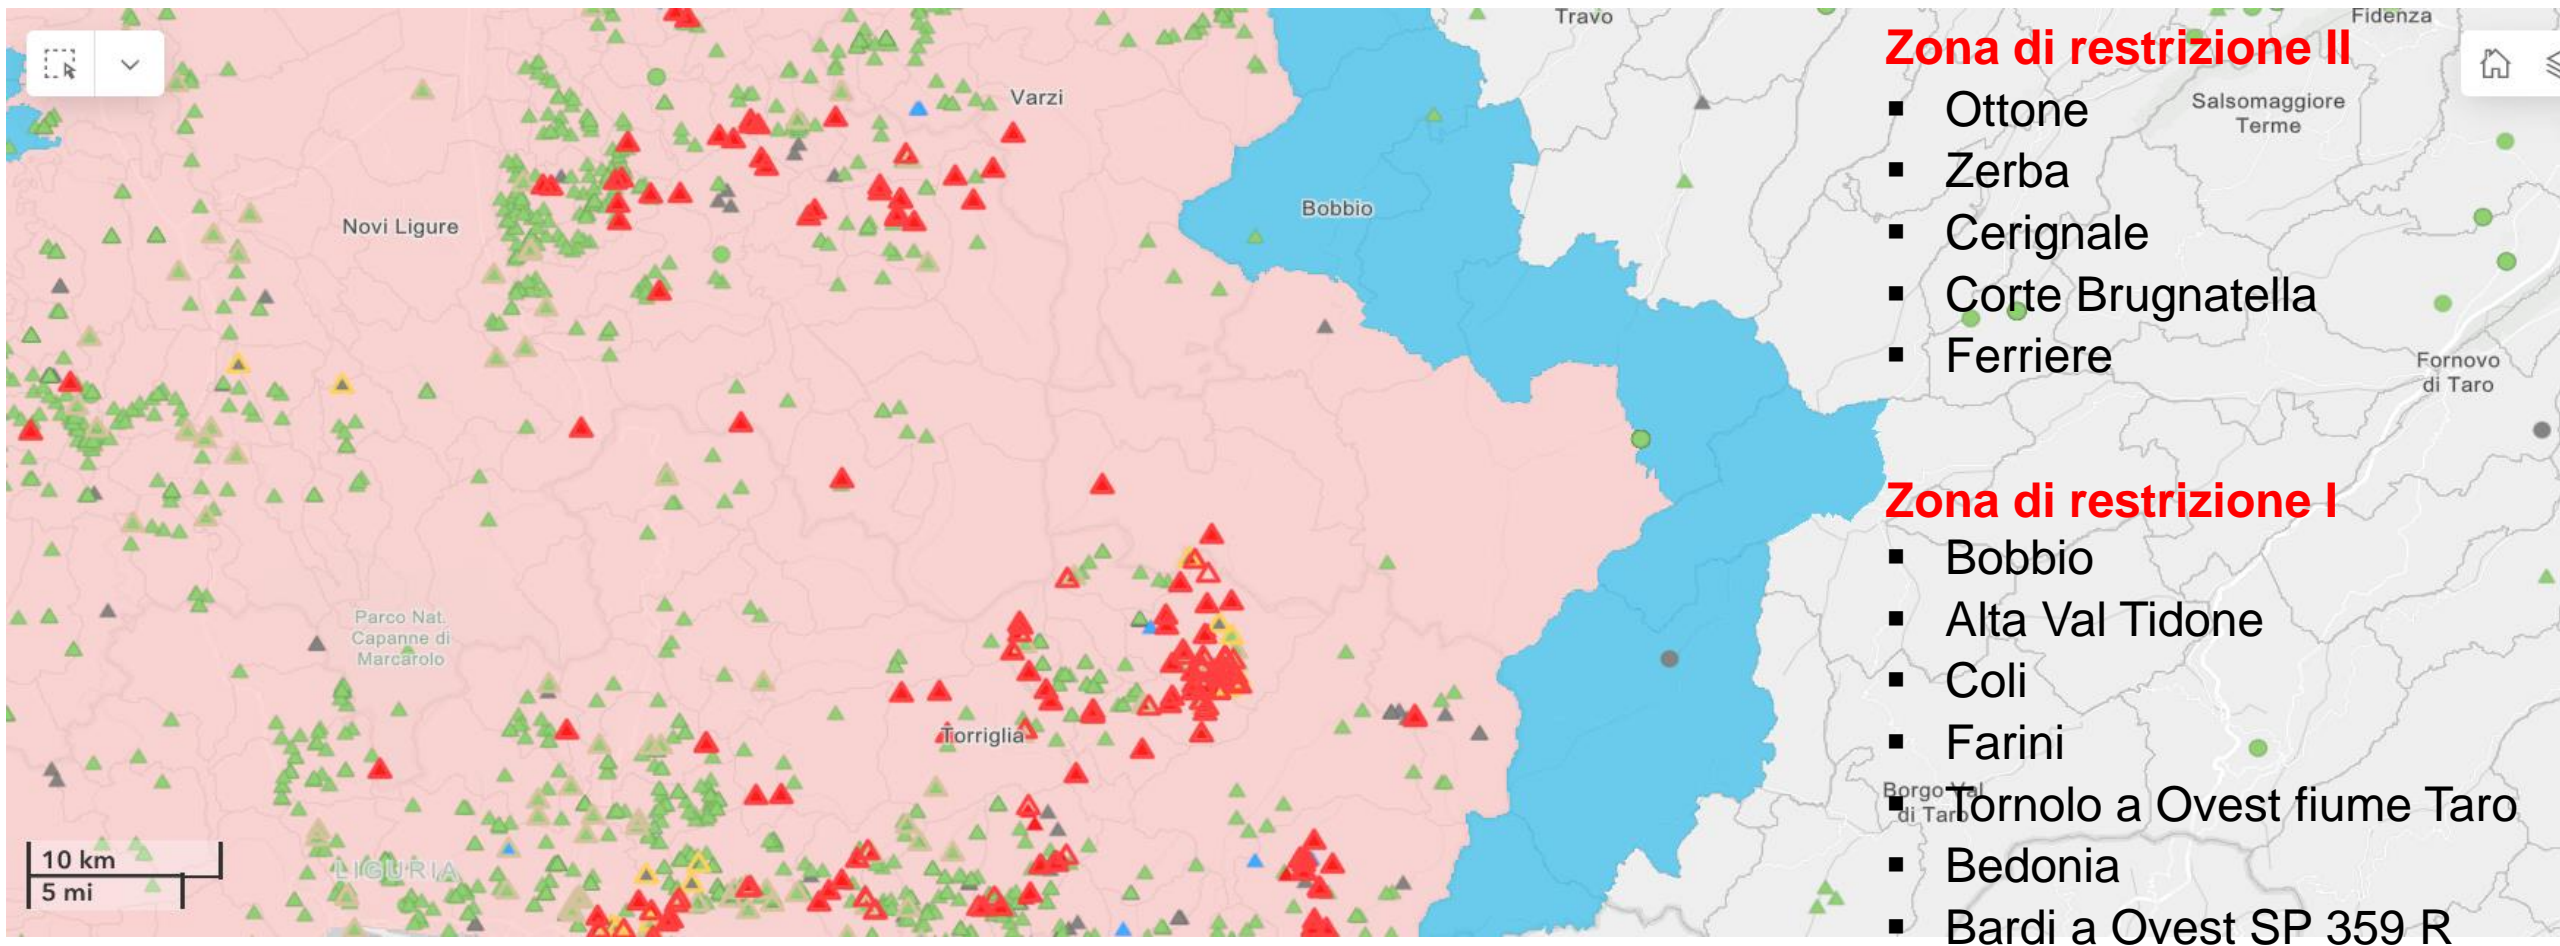 Travo
Fidenza
Varzi
Salsomaggiore
Terme
Novi Ligure
Bobbio
Fornovo
di Taro
Parco Nat.
Capanne di
Marcarolo
Torriglia
Borgo Val
di Taro
LIGURIA
10 km
5 mi
Zona di restrizione II
▪ Ottone
▪ Zerba
▪ Cerignale
▪ Corte Brugnatella
▪ Ferriere
Zona di restrizione I
▪ Bobbio
▪ Alta Val Tidone
▪ Coli
▪ Farini
▪ Tornolo a Ovest fiume Taro
▪ Bedonia
▪ Bardi a Ovest SP 359 R